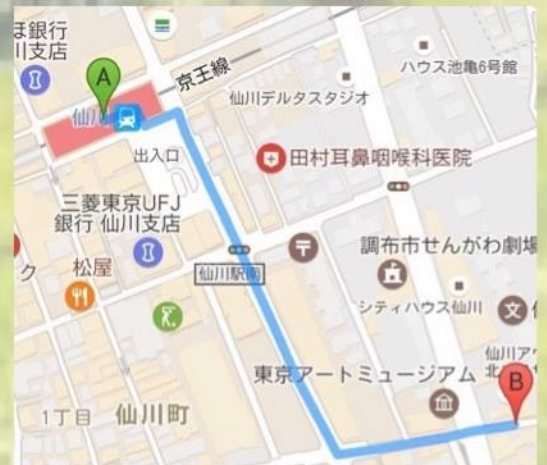 ほ銀行
川支店
A
京王線
ハウス池亀6号館
仙川
仙川デルタスタジオ
出入口
田村耳鼻咽喉科医院
三菱東京UFJ
銀行 仙川支店
調布市せんがわ劇場
ク
松屋
仙川駅南
シティハウス仙川
文
仙川ア
北
東京アートミュージアム
B
1丁目
仙川町